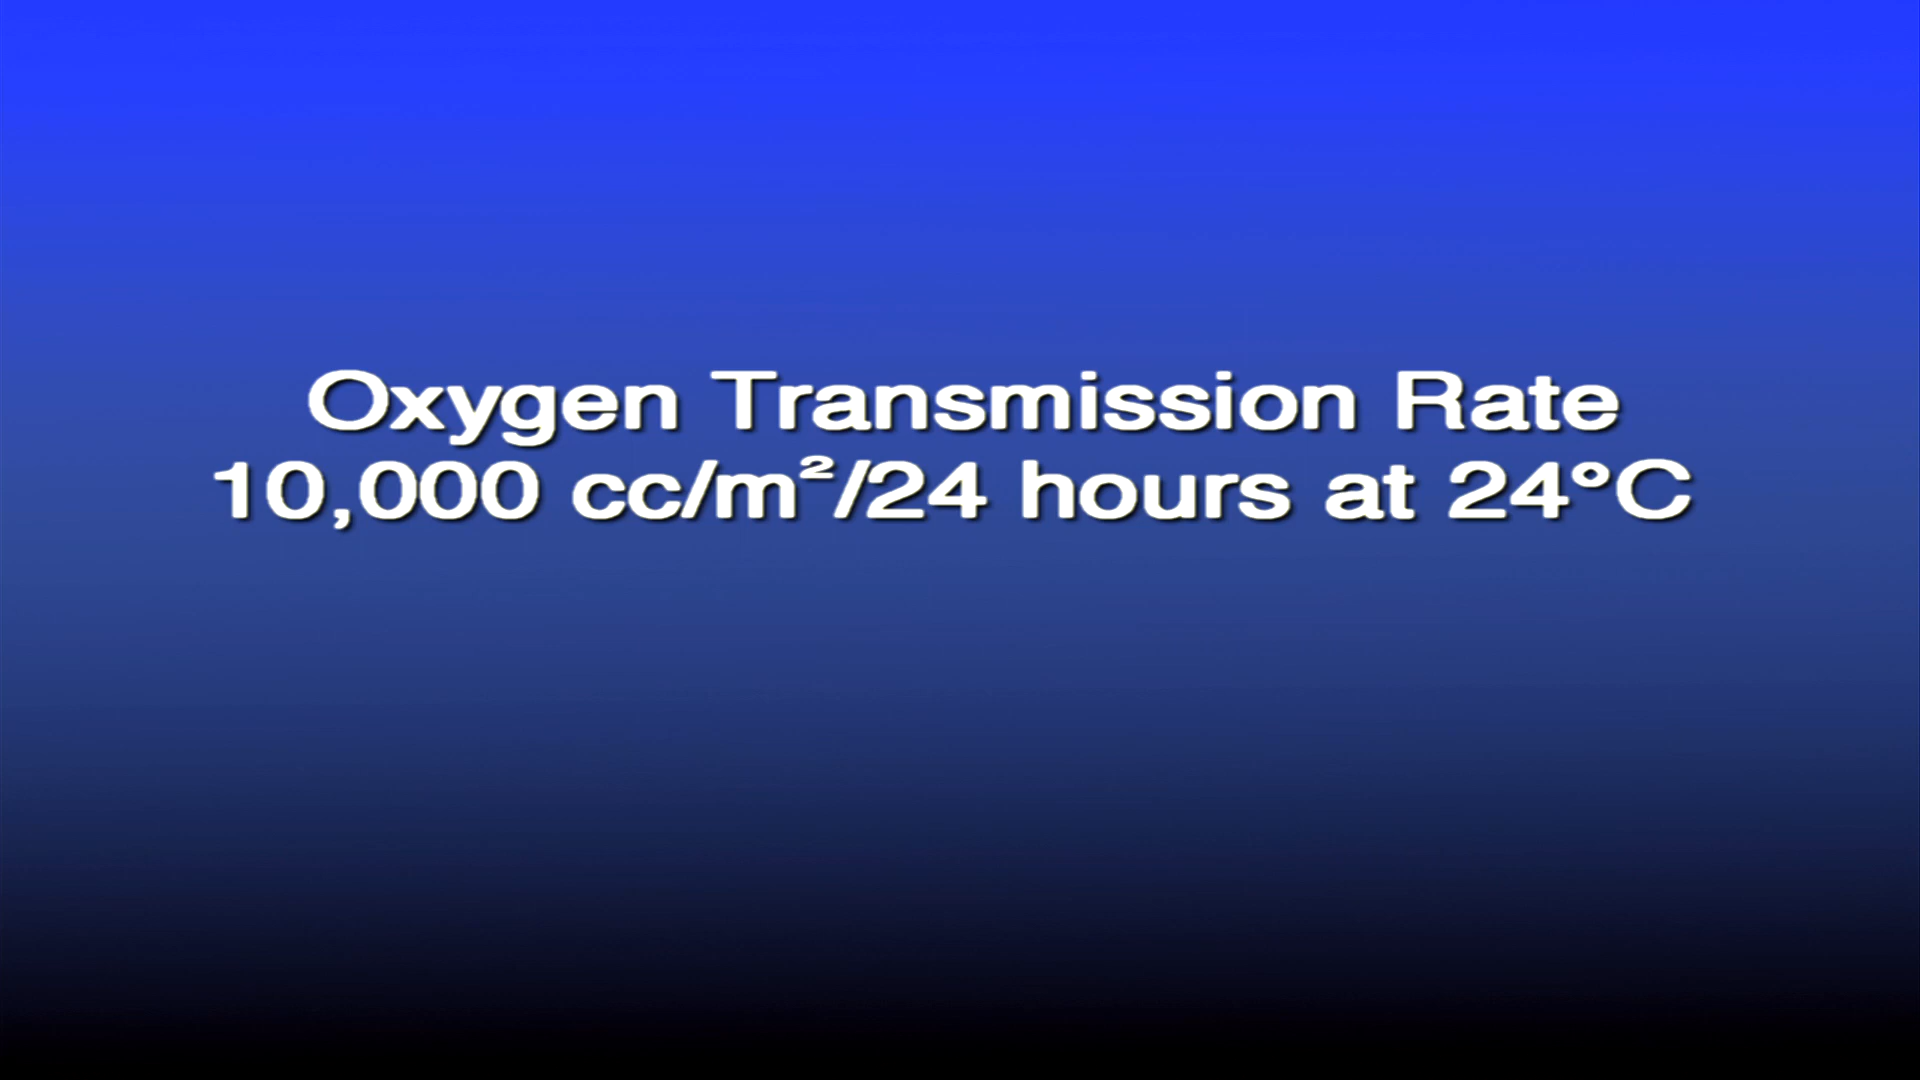 Oxygen Transmission Rate
10,000 cc/m²/24 hours at 24°C